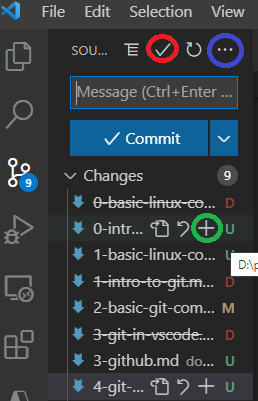 File Edit Selection View
SOU...
Message (Ctrl+Enter ...
Commit
Changes 9
0-basic-linux-co... D
0-intr... U
1-basic-linux-co... U
1-intro-to-git.m... D
2-basic-git-com... M
3-git-in-vscode.... D
3-github.md do... U
4-git-... U
9
D:\p